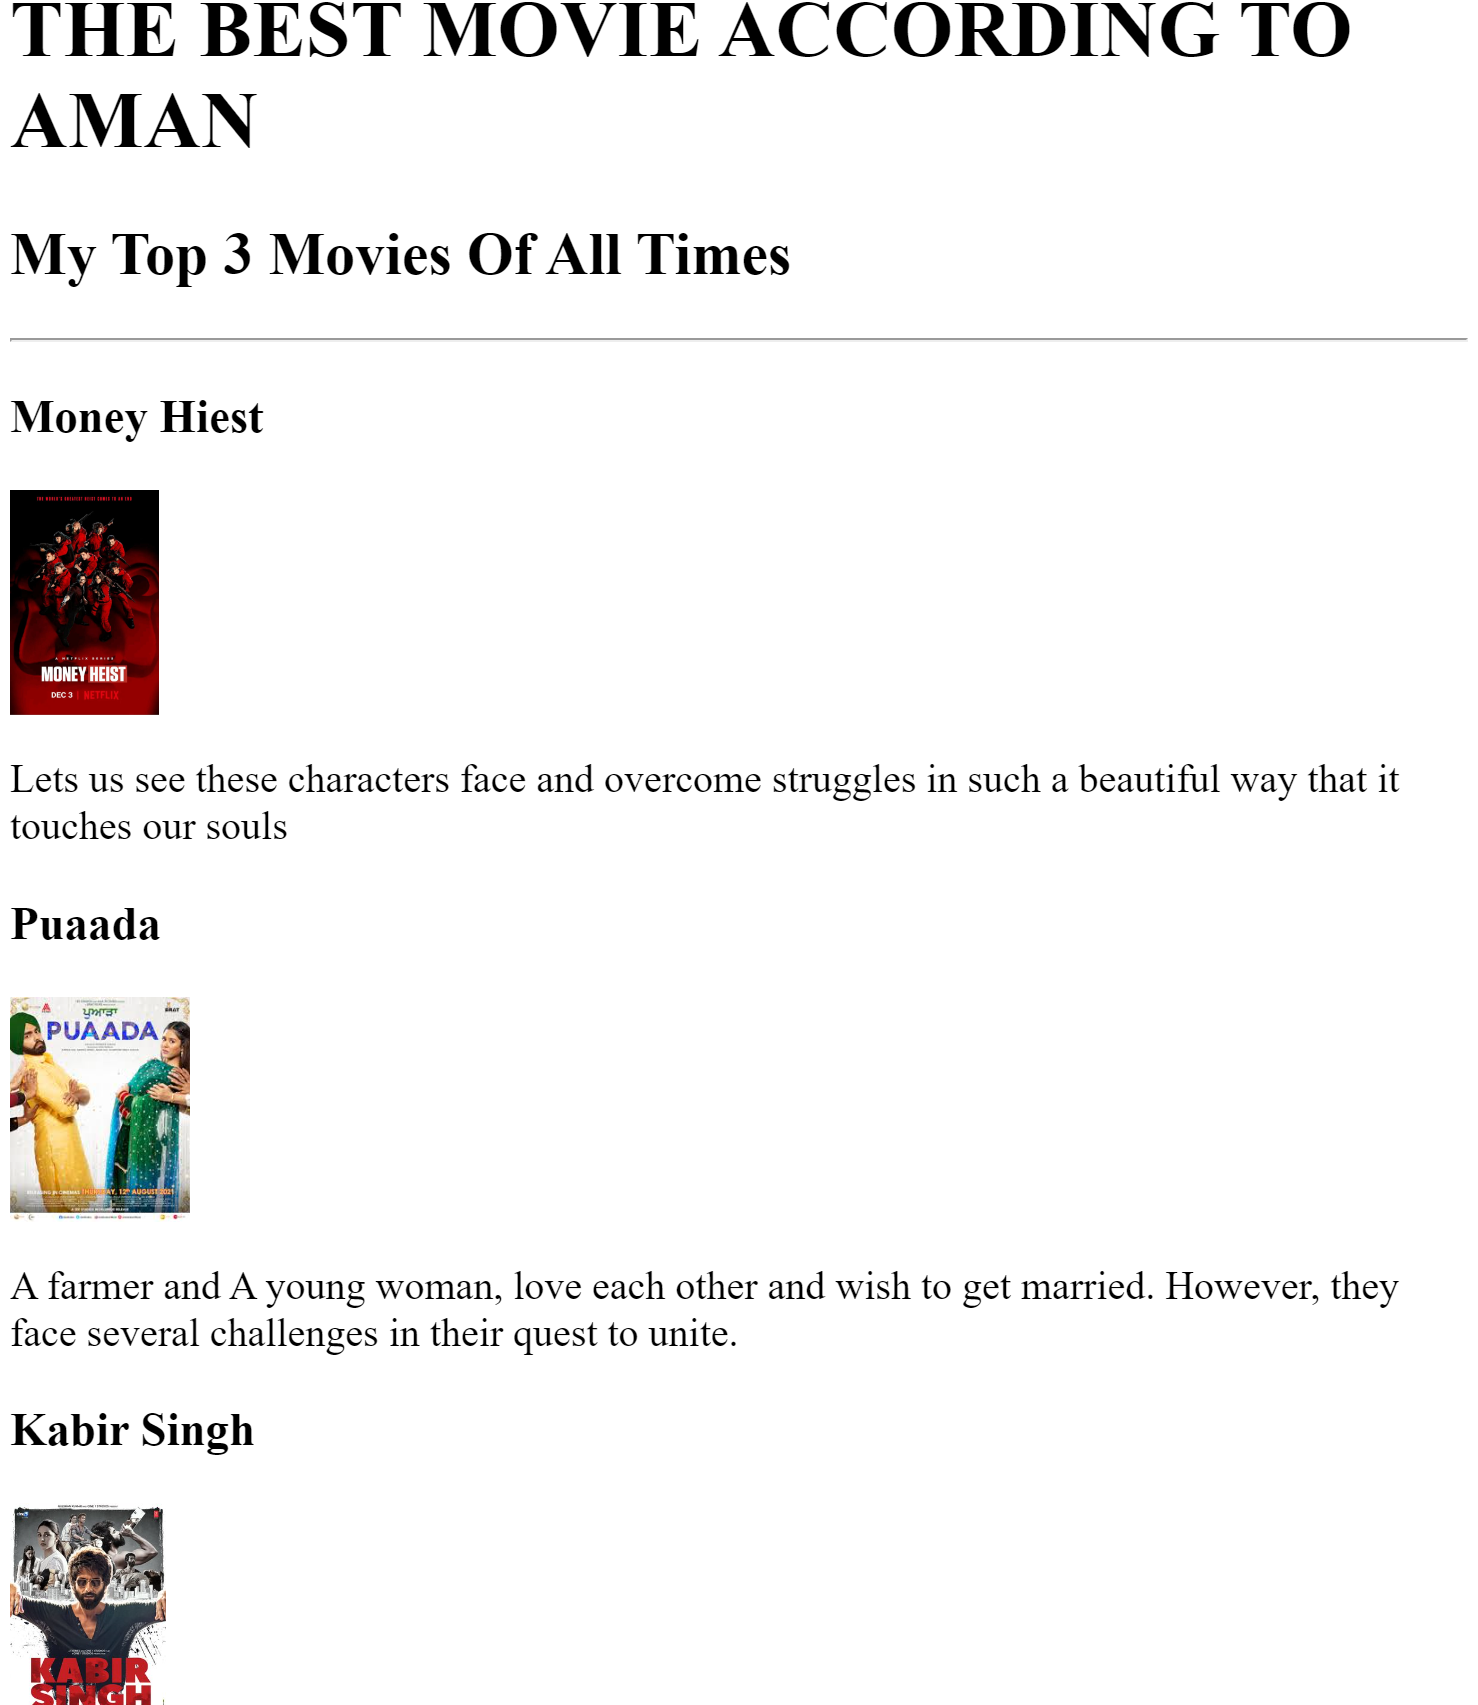 THE BEST MOVIE ACCORDING TO
AMAN
My Top 3 Movies Of All Times
Money Hiest
A NETFLIX SERIES
MONEY HEIST
DEC 3 | NETFLIX
Lets us see these characters face and overcome struggles in such a beautiful way that it
touches our souls
Puaada
ਪੁਆੜਾ
PUAADA
RELEASING IN CINEMAS THURSDAY, 12th AUGUST 2021
A farmer and A young woman, love each other and wish to get married. However, they
face several challenges in their quest to unite.
Kabir Singh
KABIR
SINGH